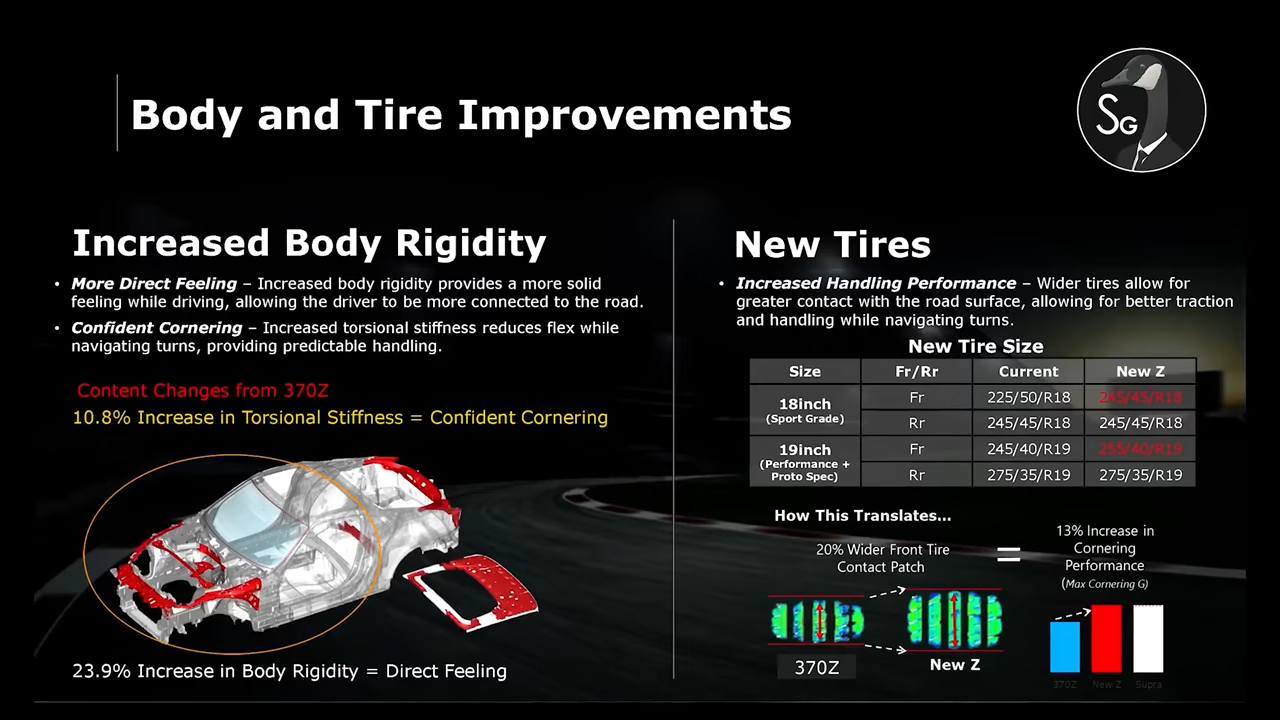 Body and Tire Improvements
SG
Increased Body Rigidity
• More Direct Feeling – Increased body rigidity provides a more solid
feeling while driving, allowing the driver to be more connected to the road.
• Confident Cornering – Increased torsional stiffness reduces flex while
navigating turns, providing predictable handling.
Content Changes from 370Z
10.8% Increase in Torsional Stiffness = Confident Cornering
23.9% Increase in Body Rigidity = Direct Feeling
New Tires
• Increased Handling Performance – Wider tires allow for
greater contact with the road surface, allowing for better traction
and handling while navigating turns.
New Tire Size
Size Fr/Rr Current New Z
18inch
(Sport Grade)
Fr 225/50/R18 245/45/R18
Rr 245/45/R18 245/45/R18
19inch
(Performance +
Proto Spec)
Fr 245/40/R19 255/40/R19
Rr 275/35/R19 275/35/R19
How This Translates...
20% Wider Front Tire
Contact Patch
=
13% Increase in
Cornering
Performance
(Max Cornering G)
370Z
New Z
370Z New Z Supra